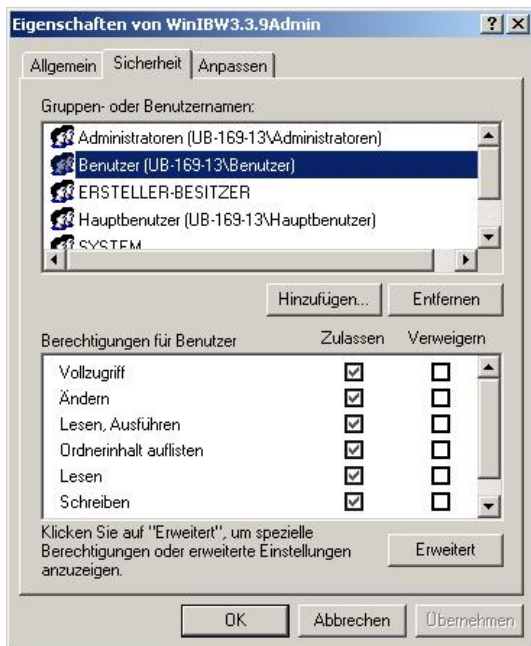 Eigenschaften von WinIBW3.3.9Admin
Allgemein Sicherheit Anpassen
Gruppen- oder Benutzernamen:
Administratoren (UB-169-13\Administratoren)
Benutzer (UB-169-13\Benutzer)
ERSTELLER-BESITZER
Hauptbenutzer (UB-169-13\Hauptbenutzer)
SYSTEM
Hinzufügen... Entfernen
Berechtigungen für Benutzer Zulassen Verweigern
Vollzugriff
Ändern
Lesen, Ausführen
Ordnerinhalt auflisten
Lesen
Schreiben
Klicken Sie auf "Erweitert", um spezielle
Berechtigungen oder erweiterte Einstellungen
anzuzeigen.
Erweitert
OK Abbrechen Übernehmen